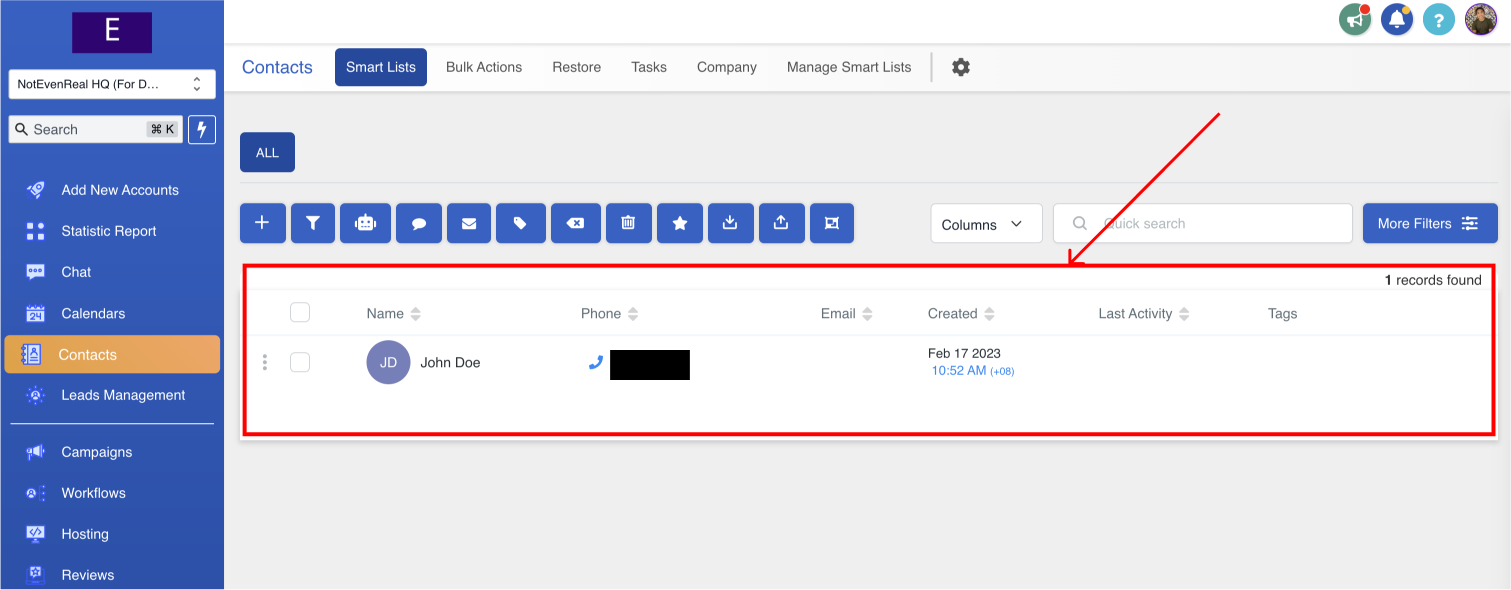 E
NotEvenReal HQ (For D...
Search ⌘ K
Add New Accounts
Statistic Report
Chat
24
Calendars
Contacts
Leads Management
Campaigns
Workflows
Hosting
Reviews
?
Contacts Smart Lists Bulk Actions Restore Tasks Company Manage Smart Lists
ALL
Columns Quick search More Filters
1 records found
Name Phone Email Created Last Activity Tags
JD John Doe Feb 17 2023
10:52 AM (+08)